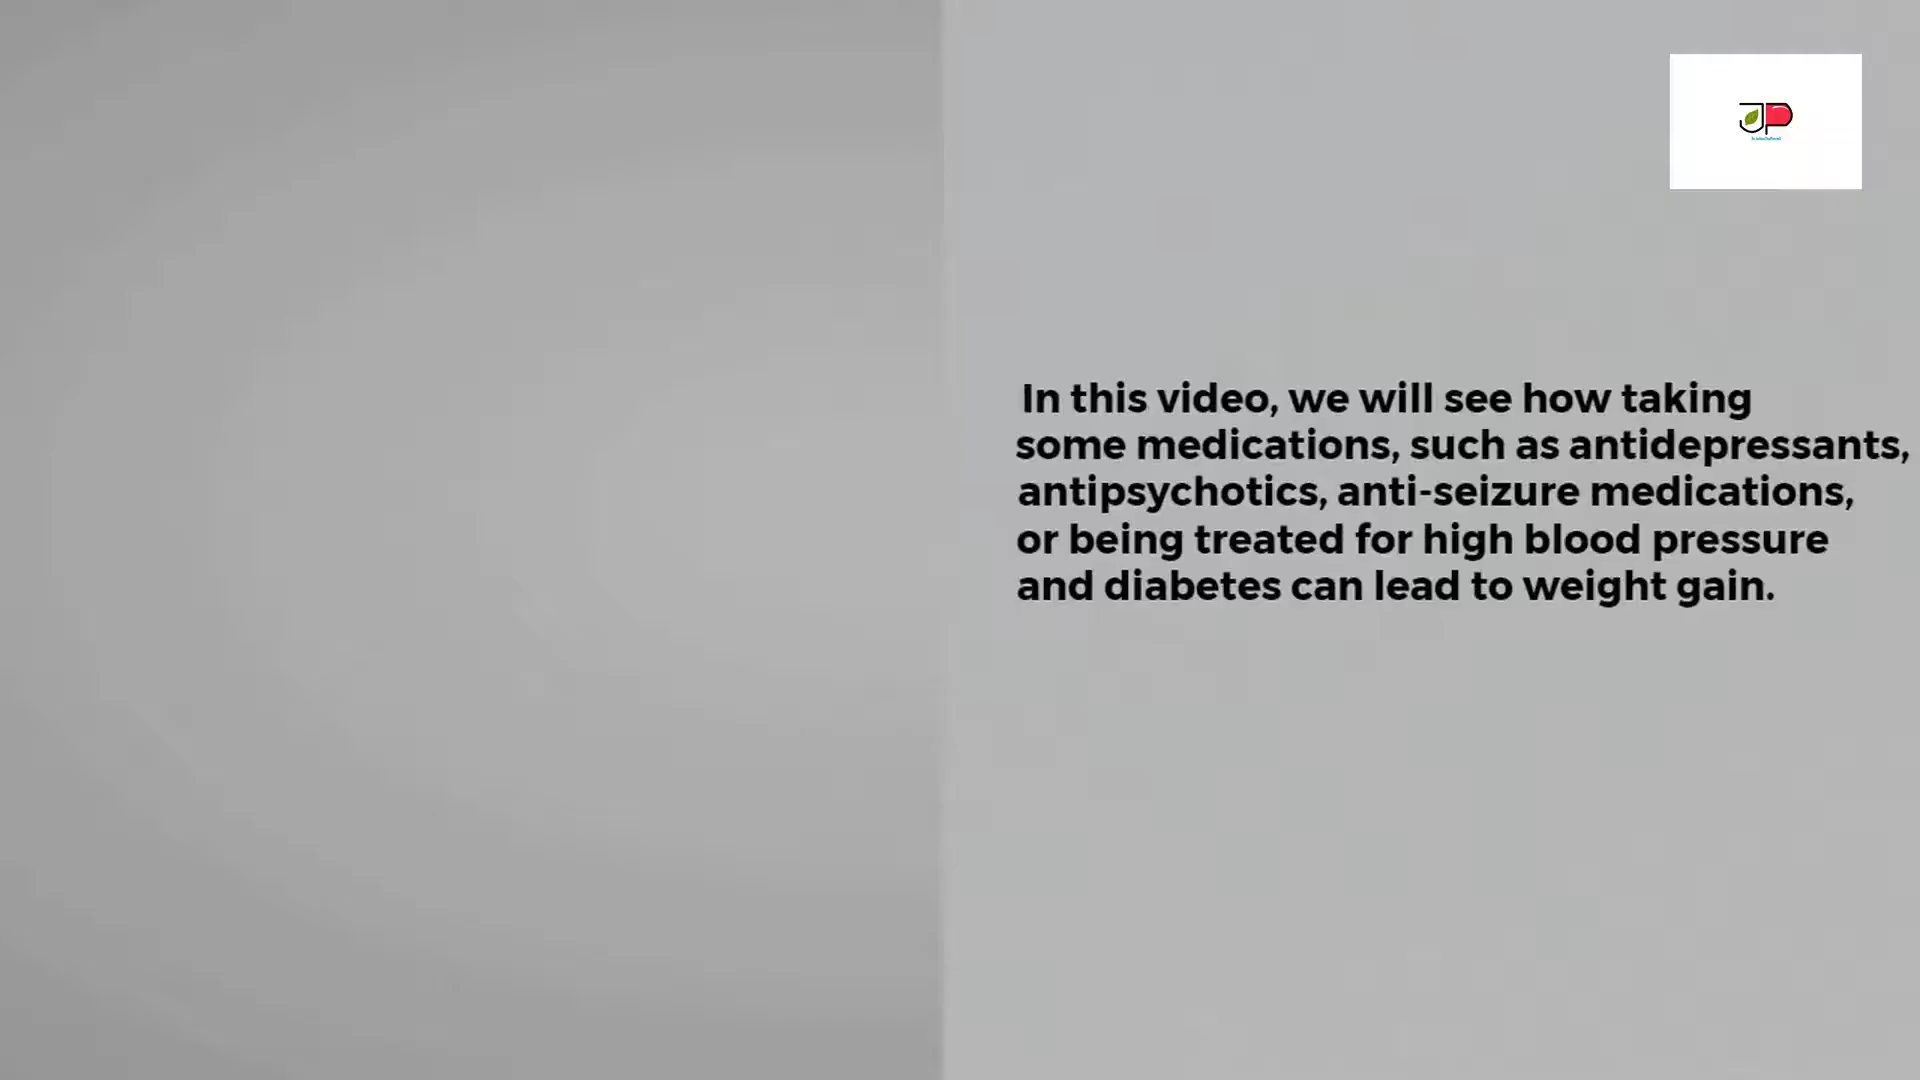 JP
In this video, we will see how taking
some medications, such as antidepressants,
antipsychotics, anti-seizure medications,
or being treated for high blood pressure
and diabetes can lead to weight gain.